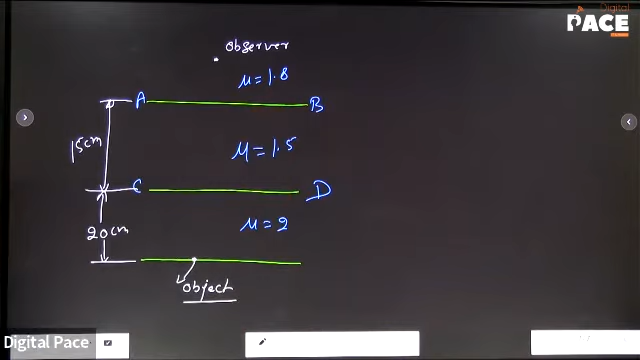 Digital
PACE
observer
μ=1.8
A
B
15cm
μ=1.5
C
D
20cm
μ=2
object
Digital Pace